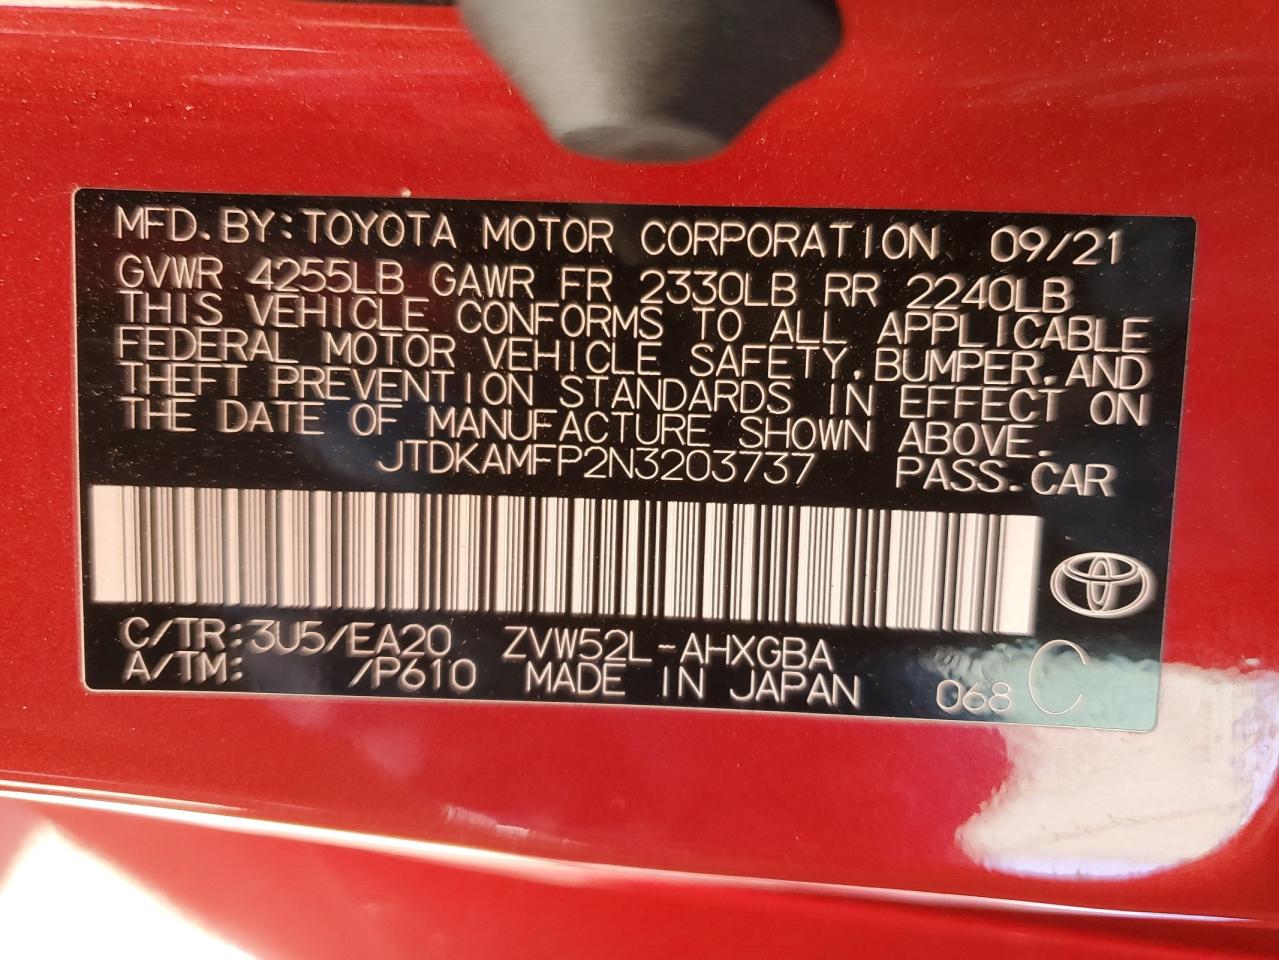 MFD. BY: TOYOTA MOTOR CORPORATION 09/21
GVWR 4255LB GAWR FR 2330LB RR 2240LB
THIS VEHICLE CONFORMS TO ALL APPLICABLE
FEDERAL MOTOR VEHICLE SAFETY, BUMPER, AND
THEFT PREVENTION STANDARDS IN EFFECT ON
THE DATE OF MANUFACTURE SHOWN ABOVE.
JTDKAMFP2N3203737 PASS. CAR
C/TR: 3U5/EA20 ZVW52L-AHXGBA
A/TM: /P610 MADE IN JAPAN 068 C